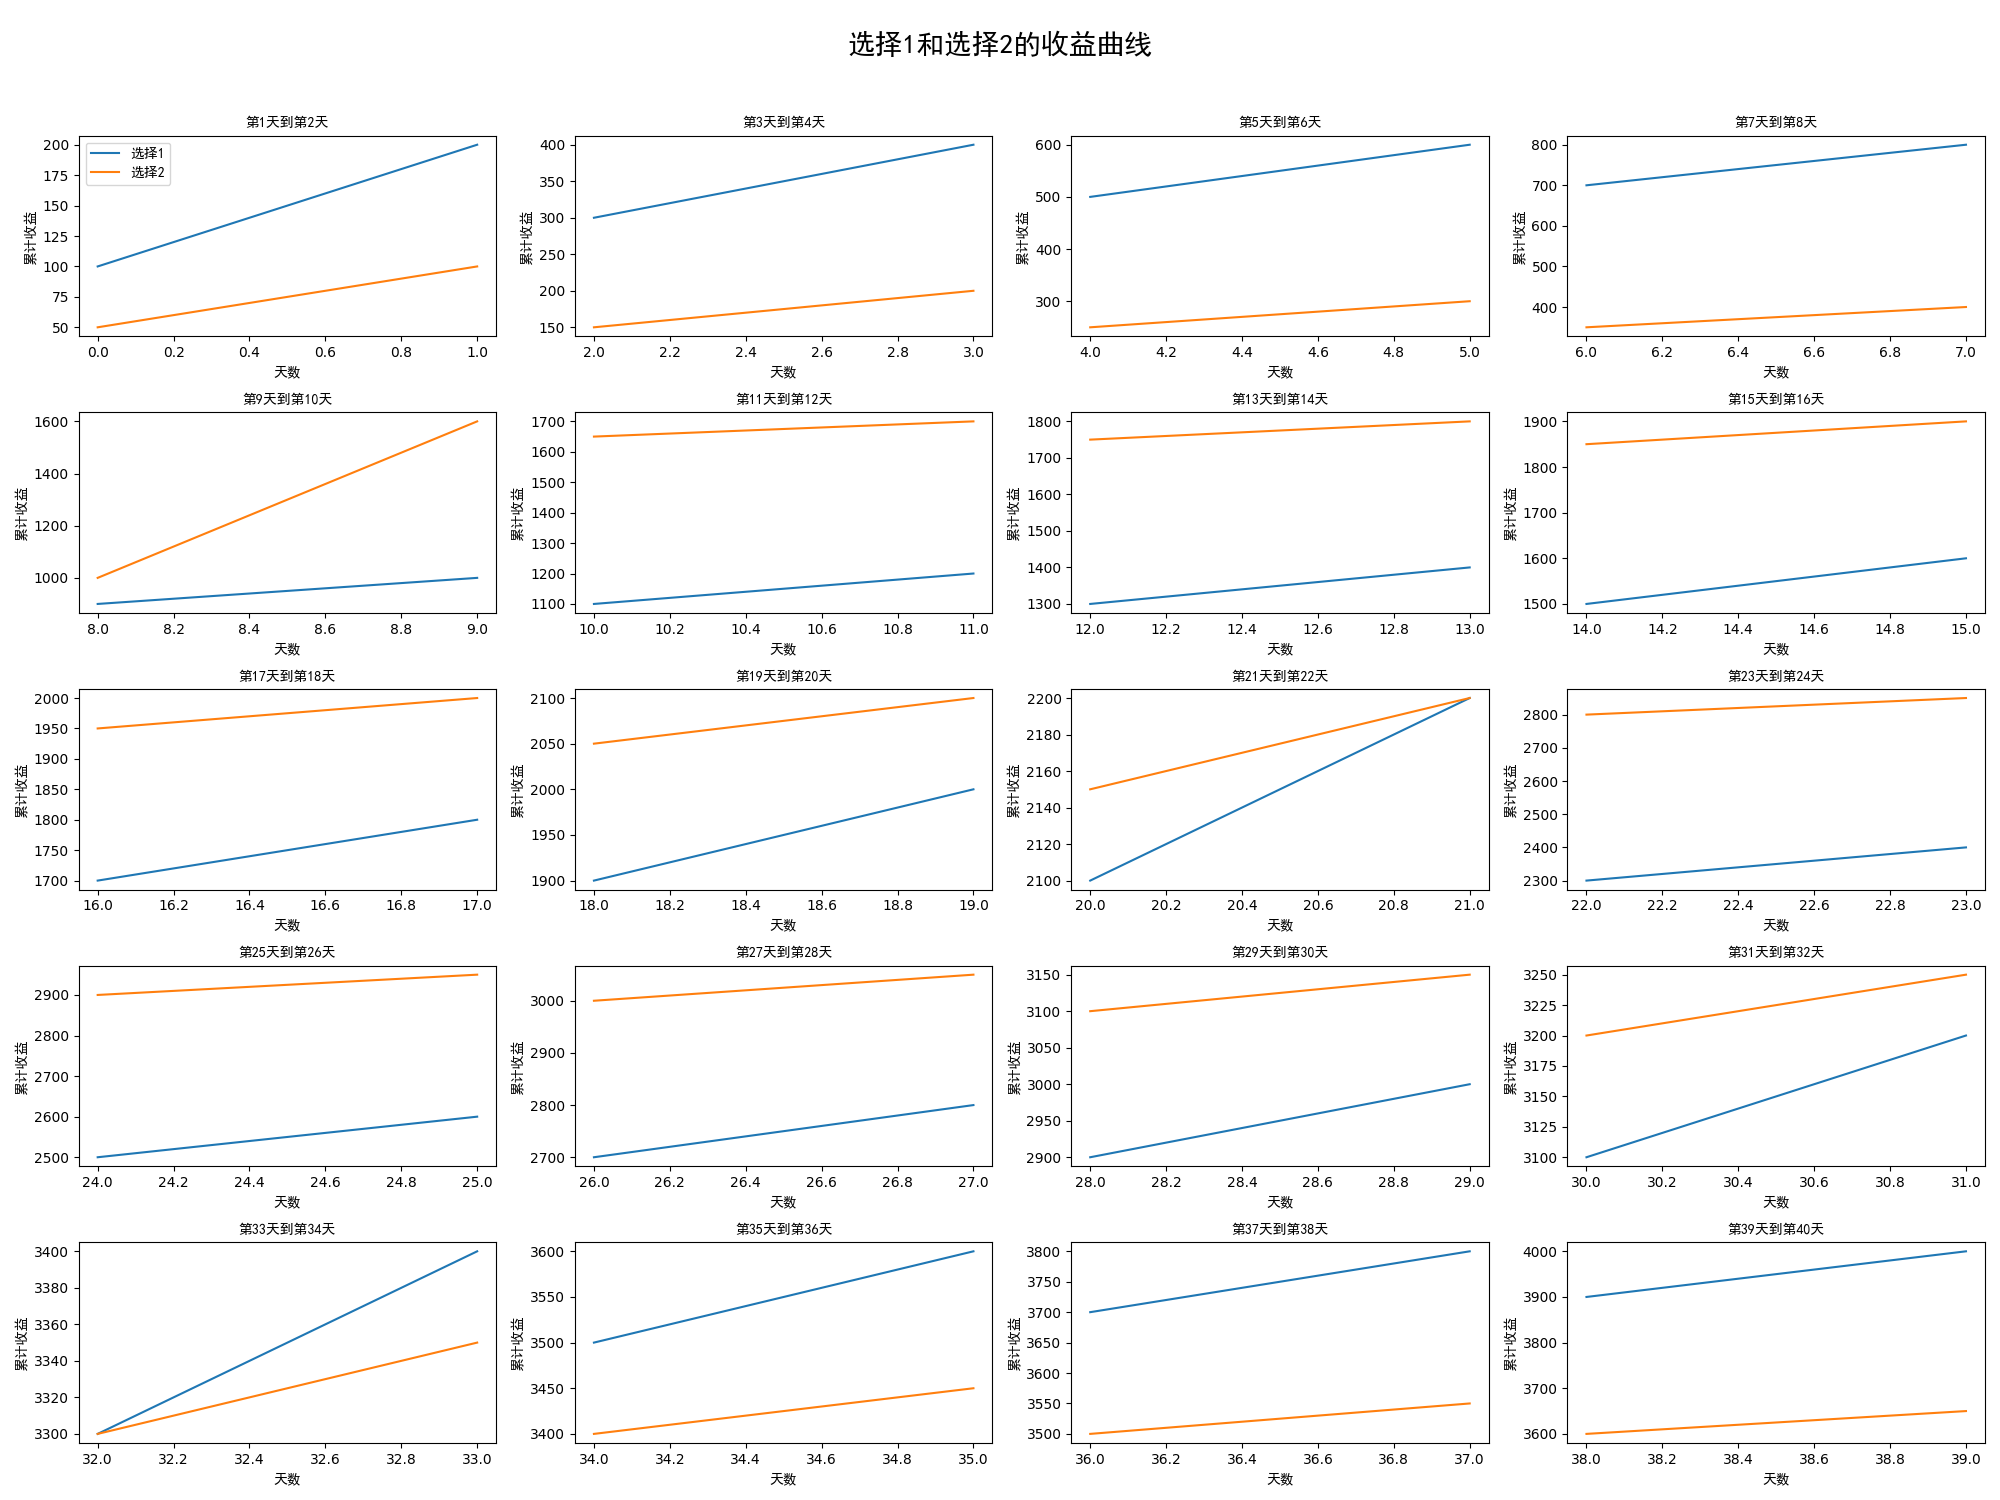 选择1和选择2的收益曲线
第1天到第2天
累计收益
200
175
150
125
100
75
50
选择1
选择2
0.0 0.2 0.4 0.6 0.8 1.0
天数
第3天到第4天
累计收益
400
350
300
250
200
150
2.0 2.2 2.4 2.6 2.8 3.0
天数
第5天到第6天
累计收益
600
500
400
300
4.0 4.2 4.4 4.6 4.8 5.0
天数
第7天到第8天
累计收益
800
700
600
500
400
6.0 6.2 6.4 6.6 6.8 7.0
天数
第9天到第10天
累计收益
1600
1400
1200
1000
8.0 8.2 8.4 8.6 8.8 9.0
天数
第11天到第12天
累计收益
1700
1600
1500
1400
1300
1200
1100
10.0 10.2 10.4 10.6 10.8 11.0
天数
第13天到第14天
累计收益
1800
1700
1600
1500
1400
1300
12.0 12.2 12.4 12.6 12.8 13.0
天数
第15天到第16天
累计收益
1900
1800
1700
1600
1500
14.0 14.2 14.4 14.6 14.8 15.0
天数
第17天到第18天
累计收益
2000
1950
1900
1850
1800
1750
1700
16.0 16.2 16.4 16.6 16.8 17.0
天数
第19天到第20天
累计收益
2100
2050
2000
1950
1900
18.0 18.2 18.4 18.6 18.8 19.0
天数
第21天到第22天
累计收益
2200
2180
2160
2140
2120
2100
20.0 20.2 20.4 20.6 20.8 21.0
天数
第23天到第24天
累计收益
2800
2700
2600
2500
2400
2300
22.0 22.2 22.4 22.6 22.8 23.0
天数
第25天到第26天
累计收益
2900
2800
2700
2600
2500
24.0 24.2 24.4 24.6 24.8 25.0
天数
第27天到第28天
累计收益
3000
2900
2800
2700
26.0 26.2 26.4 26.6 26.8 27.0
天数
第29天到第30天
累计收益
3150
3100
3050
3000
2950
2900
28.0 28.2 28.4 28.6 28.8 29.0
天数
第31天到第32天
累计收益
3250
3225
3200
3175
3150
3125
3100
30.0 30.2 30.4 30.6 30.8 31.0
天数
第33天到第34天
累计收益
3400
3380
3360
3340
3320
3300
32.0 32.2 32.4 32.6 32.8 33.0
天数
第35天到第36天
累计收益
3600
3550
3500
3450
3400
34.0 34.2 34.4 34.6 34.8 35.0
天数
第37天到第38天
累计收益
3800
3750
3700
3650
3600
3550
3500
36.0 36.2 36.4 36.6 36.8 37.0
天数
第39天到第40天
累计收益
4000
3900
3800
3700
3600
38.0 38.2 38.4 38.6 38.8 39.0
天数